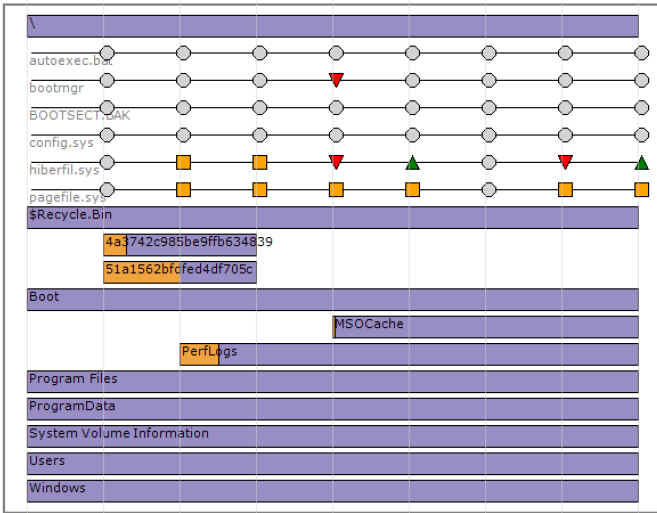 \
autoexec.bat
bootmgr
BOOTSECT.BAK
config.sys
hiberfil.sys
pagefile.sys
$Recycle.Bin
4a3742c985be9ffb634839
51a1562bfcfed4df705c
Boot
MSOCache
PerfLogs
Program Files
ProgramData
System Volume Information
Users
Windows